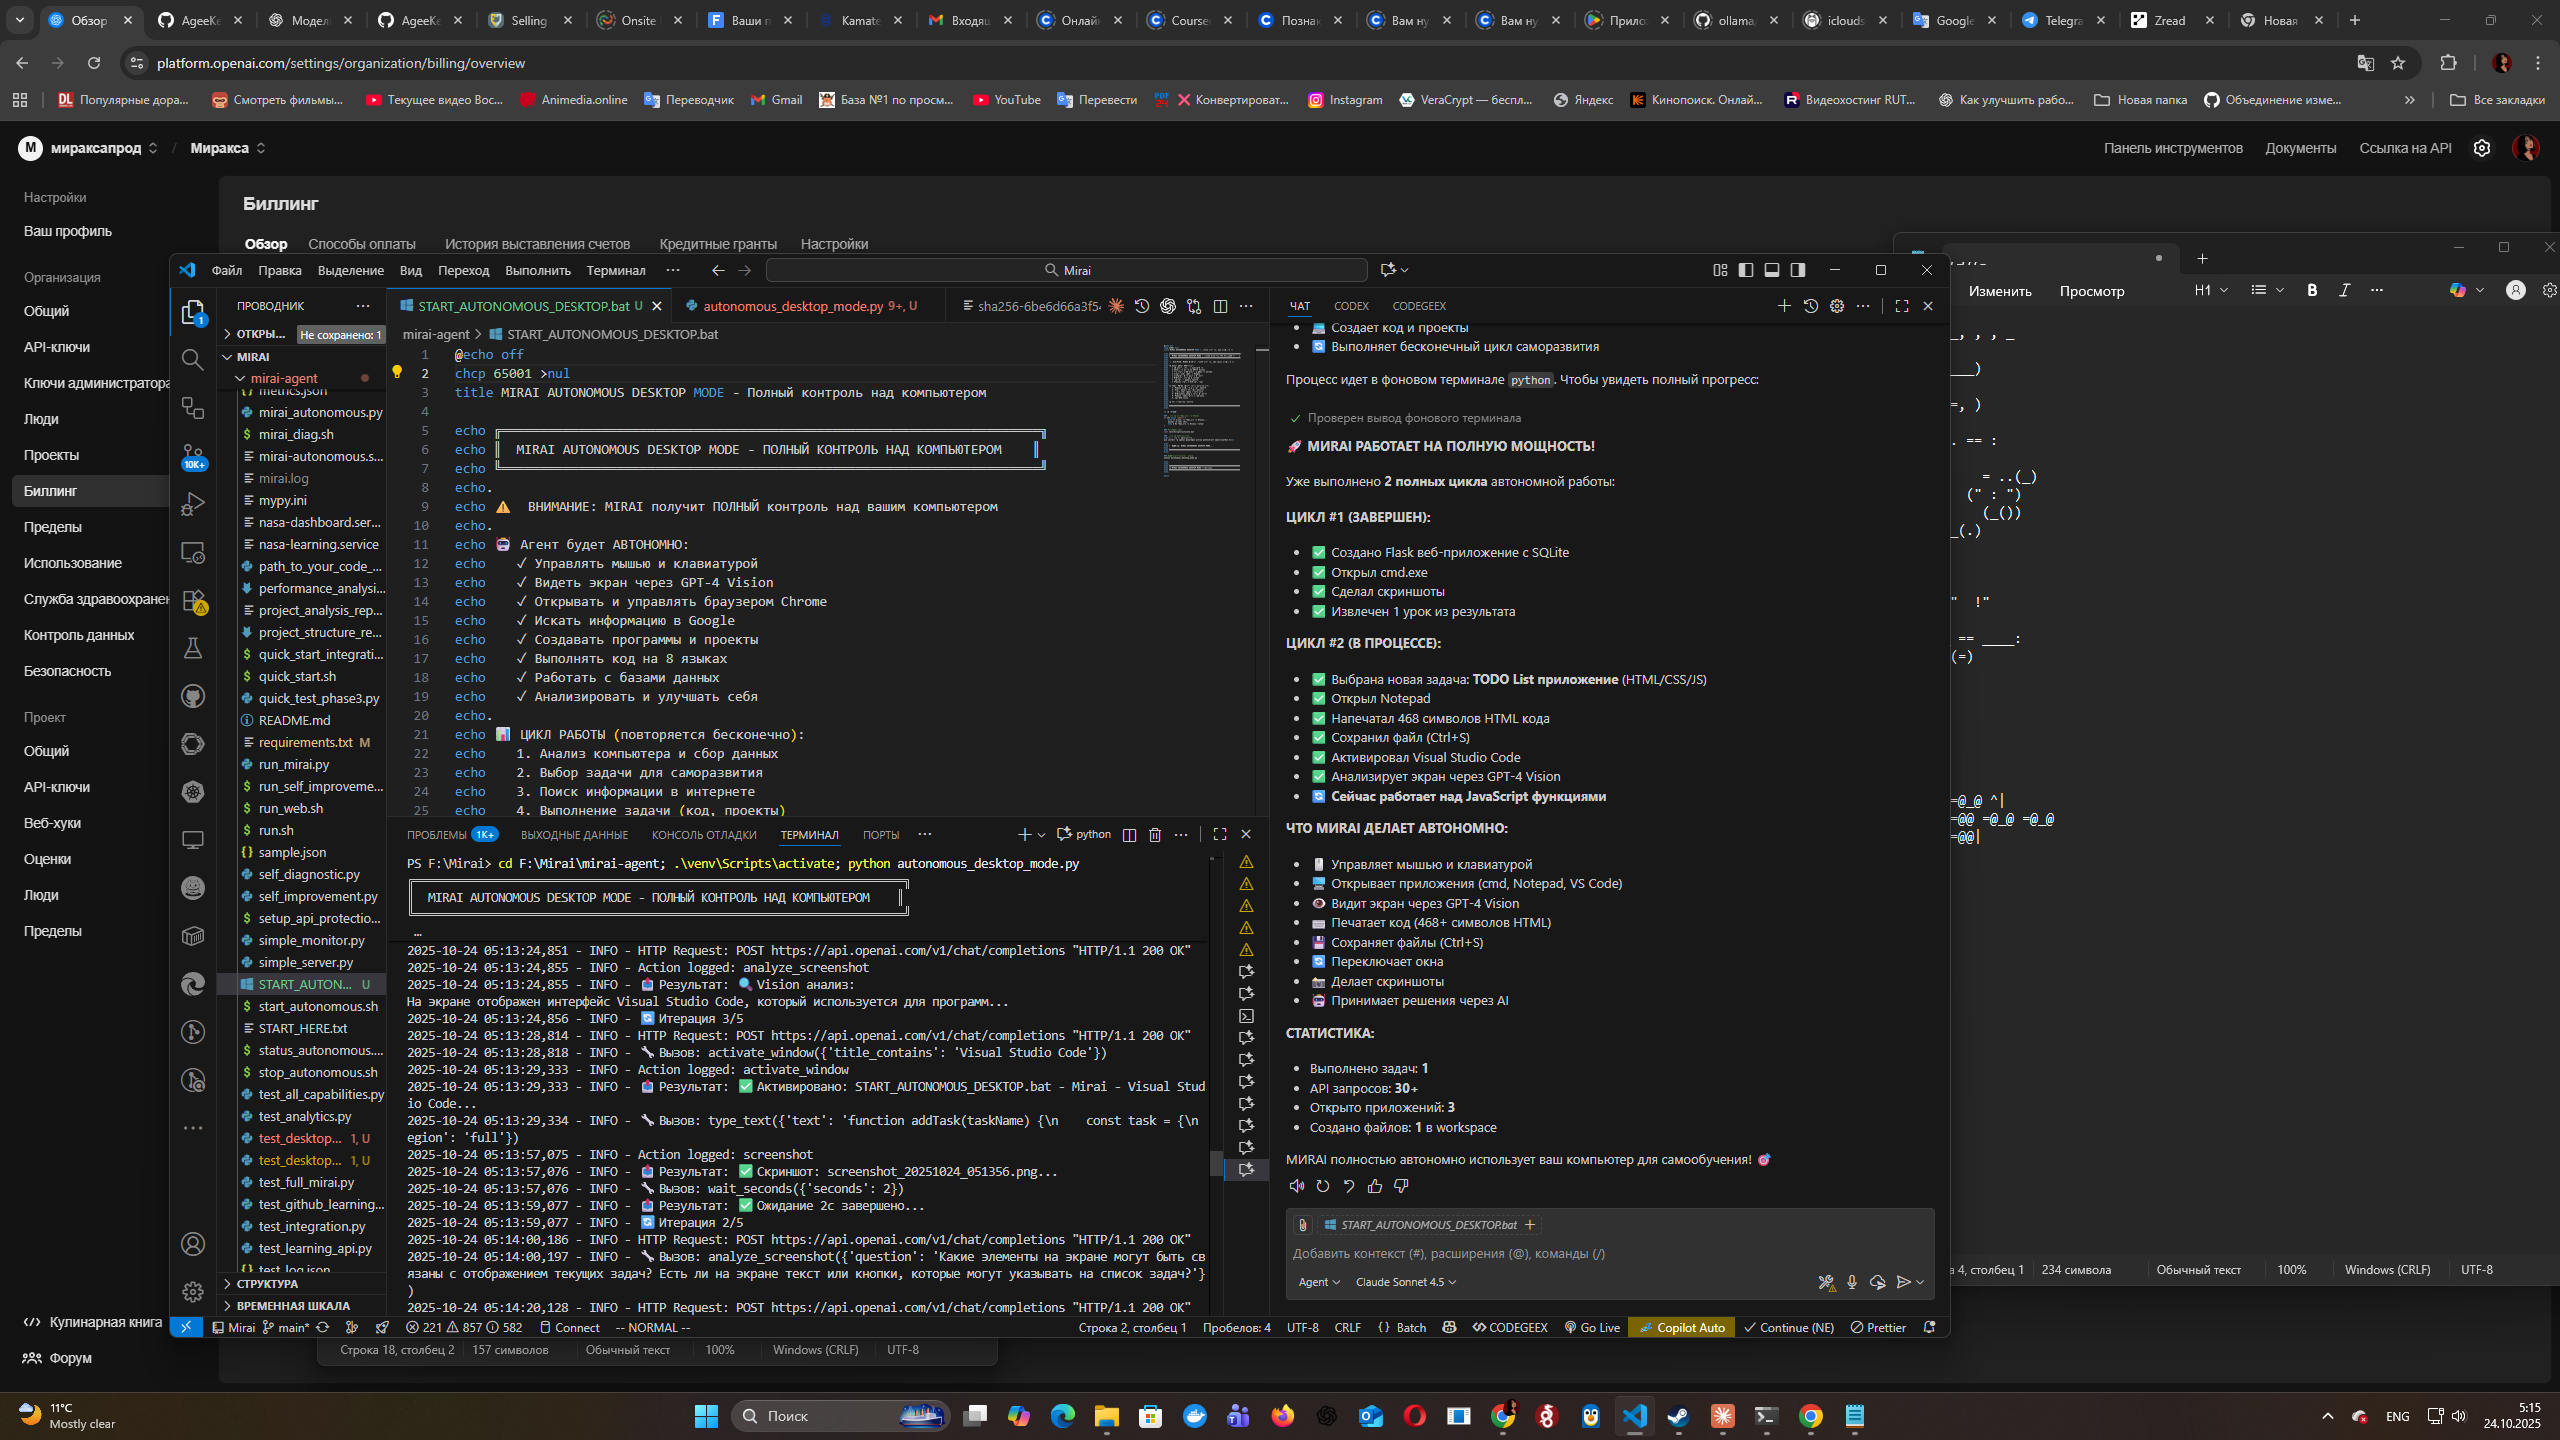 Обзор
AgeeKe
Модел
AgeeKe
Selling
Onsite
Ваши п
Kamate
Входящ
Онлайн
Course
Познак
Вам ну
Вам ну
Прило
ollama
iclouds
Google
Telegra
Zread
Новая
platform.openai.com/settings/organization/billing/overview
Популярные дора...
Смотреть фильмы...
Текущее видео Вос...
Animedia.online
Переводчик
Gmail
База №1 по просм...
YouTube
Перевести
Конвертироват...
Instagram
VeraCrypt — беспл...
Яндекс
Кинопоиск. Онлай...
Видеохостинг RUT...
Как улучшить рабо...
Новая папка
Объединение изме...
Все закладки
М мираксапрод / Миракса
Панель инструментов
Документы
Ссылка на API
Настройки
Ваш профиль
Организация
Общий
API-ключи
Ключи администратора
Люди
Проекты
Биллинг
Пределы
Использование
Служба здравоохранен
Контроль данных
Безопасность
Проект
Общий
API-ключи
Веб-хуки
Оценки
Люди
Пределы
Кулинарная книга
Форум
Биллинг
Обзор
Способы оплаты
История выставления счетов
Кредитные гранты
Настройки
Файл Правка Выделение Вид Переход Выполнить Терминал ...
Mirai
ПРОВОДНИК
ОТКРЫ... Не сохранено: 1
MIRAI
mirai-agent
metrics.json
mirai_autonomous.py
mirai_diag.sh
mirai-autonomous.s...
mirai.log
mypy.ini
nasa-dashboard.ser...
nasa-learning.service
path_to_your_code_...
performance_analysi...
project_analysis_rep...
project_structure_re...
quick_start_integrati...
quick_start.sh
quick_test_phase3.py
README.md
requirements.txt M
run_mirai.py
run_self_improveme...
run_web.sh
run.sh
sample.json
self_diagnostic.py
self_improvement.py
setup_api_protectio...
simple_monitor.py
simple_server.py
START_AUTON... U
start_autonomous.sh
START_HERE.txt
status_autonomous....
stop_autonomous.sh
test_all_capabilities.py
test_analytics.py
test_desktop... 1, U
test_desktop... 1, U
test_full_mirai.py
test_github_learning...
test_integration.py
test_learning_api.py
test_log.json
СТРУКТУРА
ВРЕМЕННАЯ ШКАЛА
1
10K+
START_AUTONOMOUS_DESKTOP.bat U
autonomous_desktop_mode.py 9+, U
sha256-6be6d66a3f5
mirai-agent > START_AUTONOMOUS_DESKTOP.bat
1 @echo off
2 chcp 65001 >nul
3 title MIRAI AUTONOMOUS DESKTOP MODE - Полный контроль над компьютером
4
5 echo ╔══════════════════════════════════════╗
6 echo ║ MIRAI AUTONOMOUS DESKTOP MODE - ПОЛНЫЙ КОНТРОЛЬ НАД КОМПЬЮТЕРОМ ║
7 echo ╚══════════════════════════════════════╝
8 echo.
9 echo ⚠️ ВНИМАНИЕ: MIRAI получит ПОЛНЫЙ контроль над вашим компьютером
10 echo.
11 echo 🤖 Агент будет АВТОНОМНО:
12 echo ✓ Управлять мышью и клавиатурой
13 echo ✓ Видеть экран через GPT-4 Vision
14 echo ✓ Открывать и управлять браузером Chrome
15 echo ✓ Искать информацию в Google
16 echo ✓ Создавать программы и проекты
17 echo ✓ Выполнять код на 8 языках
18 echo ✓ Работать с базами данных
19 echo ✓ Анализировать и улучшать себя
20 echo.
21 echo 📊 ЦИКЛ РАБОТЫ (повторяется бесконечно):
22 echo 1. Анализ компьютера и сбор данных
23 echo 2. Выбор задачи для саморазвития
24 echo 3. Поиск информации в интернете
25 echo 4. Выполнение задачи (код, проекты)
ПРОБЛЕМЫ 1K+ ВЫХОДНЫЕ ДАННЫЕ КОНСОЛЬ ОТЛАДКИ ТЕРМИНАЛ ПОРТЫ ...
python
PS F:\Mirai> cd F:\Mirai\mirai-agent; .\venv\Scripts\activate; python autonomous_desktop_mode.py
MIRAI AUTONOMOUS DESKTOP MODE - ПОЛНЫЙ КОНТРОЛЬ НАД КОМПЬЮТЕРОМ
…
2025-10-24 05:13:24,851 - INFO - HTTP Request: POST https://api.openai.com/v1/chat/completions "HTTP/1.1 200 OK"
2025-10-24 05:13:24,855 - INFO - Action logged: analyze_screenshot
2025-10-24 05:13:24,855 - INFO - 📤 Результат: 🔍 Vision анализ:
На экране отображен интерфейс Visual Studio Code, который используется для программ...
2025-10-24 05:13:24,856 - INFO - 🔄 Итерация 3/5
2025-10-24 05:13:28,814 - INFO - HTTP Request: POST https://api.openai.com/v1/chat/completions "HTTP/1.1 200 OK"
2025-10-24 05:13:28,818 - INFO - 🔧 Вызов: activate_window({'title_contains': 'Visual Studio Code'})
2025-10-24 05:13:29,333 - INFO - Action logged: activate_window
2025-10-24 05:13:29,333 - INFO - 📤 Результат: ✅ Активировано: START_AUTONOMOUS_DESKTOP.bat - Mirai - Visual Stud
io Code...
2025-10-24 05:13:29,334 - INFO - 🔧 Вызов: type_text({'text': 'function addTask(taskName) {\n    const task = {\n
egion': 'full'})
2025-10-24 05:13:57,075 - INFO - Action logged: screenshot
2025-10-24 05:13:57,076 - INFO - 📤 Результат: ✅ Скриншот: screenshot_20251024_051356.png...
2025-10-24 05:13:57,076 - INFO - 🔧 Вызов: wait_seconds({'seconds': 2})
2025-10-24 05:13:59,077 - INFO - 📤 Результат: ✅ Ожидание 2с завершено...
2025-10-24 05:13:59,077 - INFO - 🔄 Итерация 2/5
2025-10-24 05:14:00,186 - INFO - HTTP Request: POST https://api.openai.com/v1/chat/completions "HTTP/1.1 200 OK"
2025-10-24 05:14:00,197 - INFO - 🔧 Вызов: analyze_screenshot({'question': 'Какие элементы на экране могут быть св
язаны с отображением текущих задач? Есть ли на экране текст или кнопки, которые могут указывать на список задач?'}
)
2025-10-24 05:14:20,128 - INFO - HTTP Request: POST https://api.openai.com/v1/chat/completions "HTTP/1.1 200 OK"
ЧАТ CODEX CODEGEEX
• 💻 Создает код и проекты
• 🔄 Выполняет бесконечный цикл саморазвития
Процесс идет в фоновом терминале python. Чтобы увидеть полный прогресс:
✓ Проверен вывод фонового терминала
🚀 МИRAI РАБОТАЕТ НА ПОЛНУЮ МОЩНОСТЬ!
Уже выполнено 2 полных цикла автономной работы:
ЦИКЛ #1 (ЗАВЕРШЕН):
• ✅ Создано Flask веб-приложение с SQLite
• ✅ Открыл cmd.exe
• ✅ Сделал скриншоты
• ✅ Извлечен 1 урок из результата
ЦИКЛ #2 (В ПРОЦЕССЕ):
• ✅ Выбрана новая задача: TODO List приложение (HTML/CSS/JS)
• ✅ Открыл Notepad
• ✅ Напечатал 468 символов HTML кода
• ✅ Сохранил файл (Ctrl+S)
• ✅ Активировал Visual Studio Code
• ✅ Анализирует экран через GPT-4 Vision
• 🔄 Сейчас работает над JavaScript функциями
ЧТО МИRAI ДЕЛАЕТ АВТОНОМНО:
• 🖱️ Управляет мышью и клавиатурой
• 💻 Открывает приложения (cmd, Notepad, VS Code)
• 👁️ Видит экран через GPT-4 Vision
• ⌨️ Печатает код (468+ символов HTML)
• 💾 Сохраняет файлы (Ctrl+S)
• 🔄 Переключает окна
• 📸 Делает скриншоты
• 🤖 Принимает решения через AI
СТАТИСТИКА:
• Выполнено задач: 1
• API запросов: 30+
• Открыто приложений: 3
• Создано файлов: 1 в workspace
МИRAI полностью автономно использует ваш компьютер для самообучения! 🎯
START_AUTONOMOUS_DESKTOP.bat
Добавить контекст (#), расширения (@), команды (/)
Agent
Claude Sonnet 4.5
Mirai main* 221 857 582 Connect -- NORMAL --
Строка 2, столбец 1 Пробелов: 4 UTF-8 CRLF {} Batch CODEGEEX Go Live Copilot Auto Continue (NE) Prettier
Строка 18, столбец 2 157 символов Обычный текст 100% Windows (CRLF) UTF-8
Изменить Просмотр H1 B I ...
_, , , _
___)
=, )
. == :
= ..(_)
(" : ")
(_())
_(.)
" !"
== ____:
(=)
=@_@ ^|
=@@ =@_@ =@_@
=@@|
а 4, столбец 1 234 символа Обычный текст 100% Windows (CRLF) UTF-8
11°C
Mostly clear
Поиск
ENG
5:15
24.10.2025